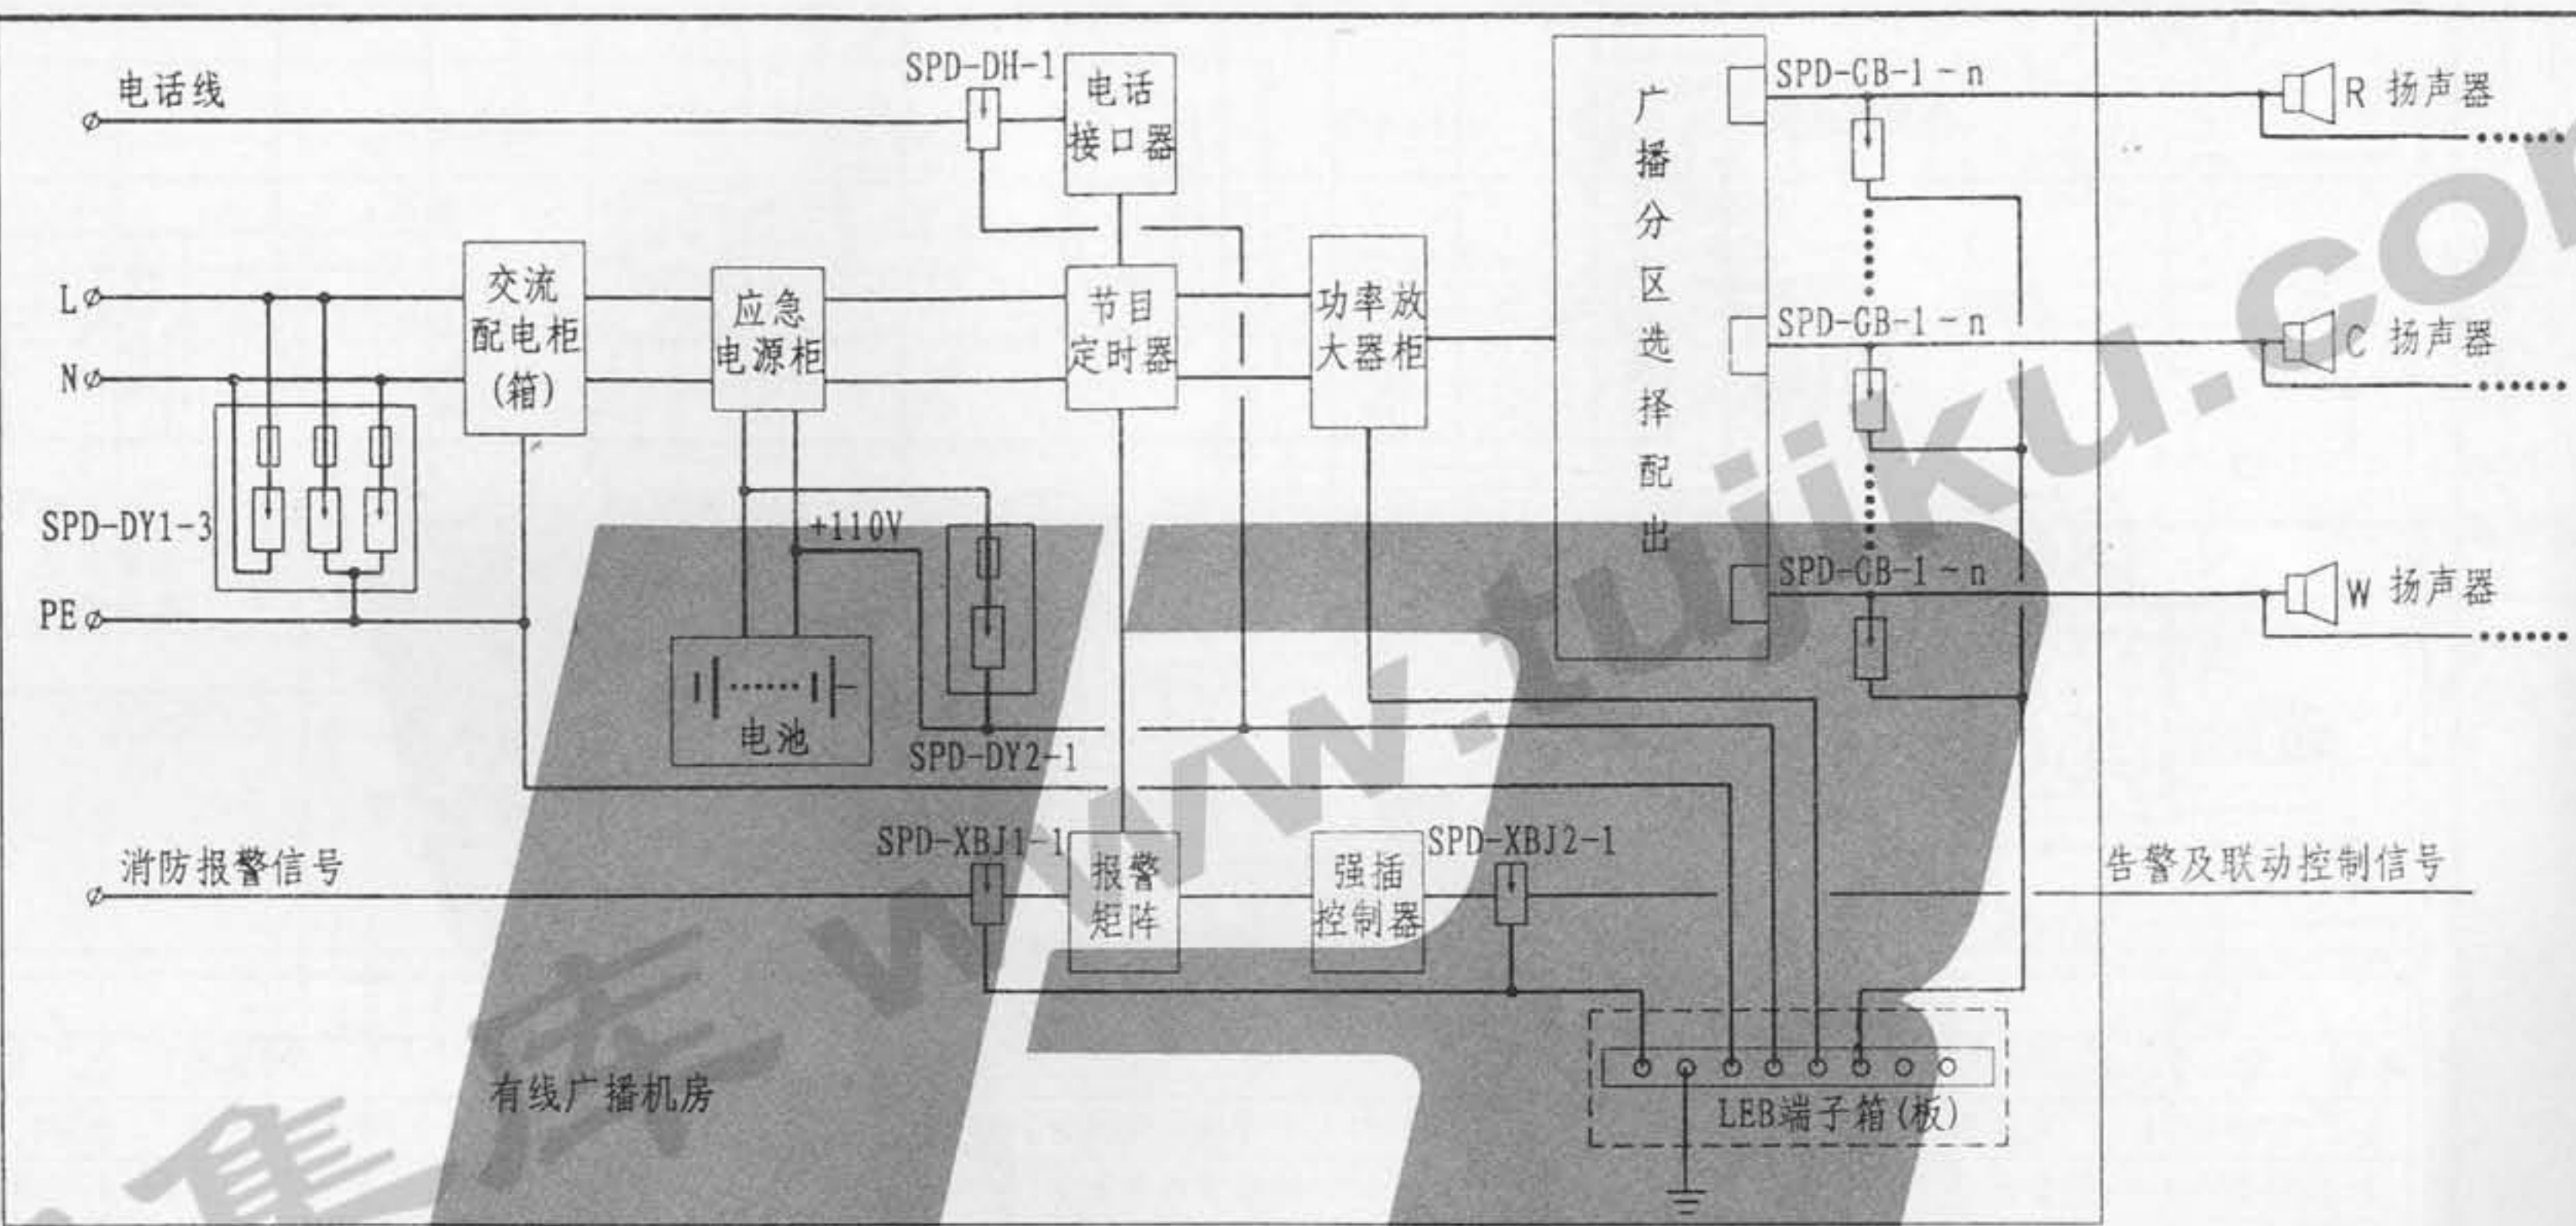 电话线
SPD-DH-1
电话
接口器
L
N
PE
SPD-DY1-3
交流
配电柜
(箱)
应急
电源柜
+110V
电池
SPD-DY2-1
节目
定时器
功率放
大器柜
广播分区选择配出
SPD-GB-1~n
R 扬声器
SPD-GB-1~n
C 扬声器
SPD-GB-1~n
W 扬声器
消防报警信号
SPD-XBJ1-1
报警
矩阵
强插
控制器
SPD-XBJ2-1
告警及联动控制信号
有线广播机房
LEB端子箱(板)
集库 www.tujiku.com